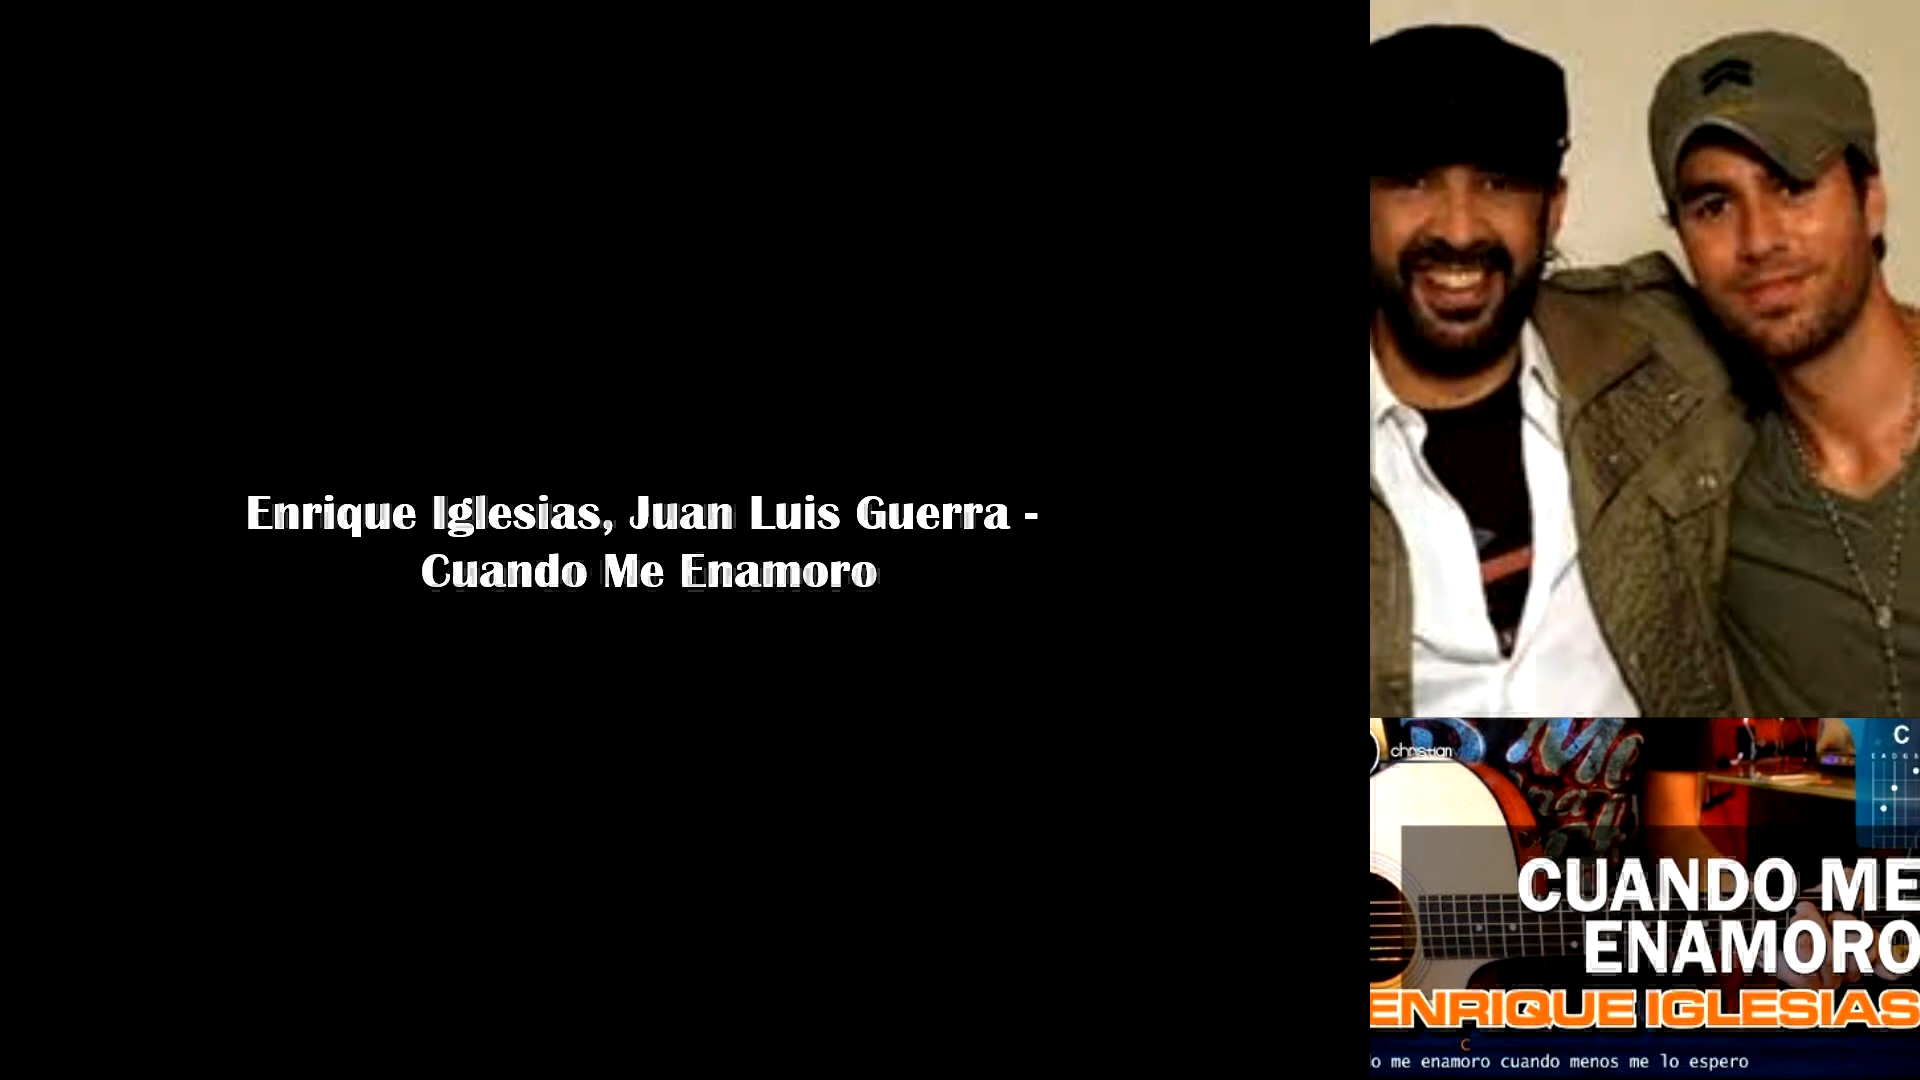 Enrique Iglesias, Juan Luis Guerra -
Cuando Me Enamoro
christian
C
E A D G B
CUANDO ME
ENAMORO
ENRIQUE IGLESIAS
C
o me enamoro cuando menos me lo espero